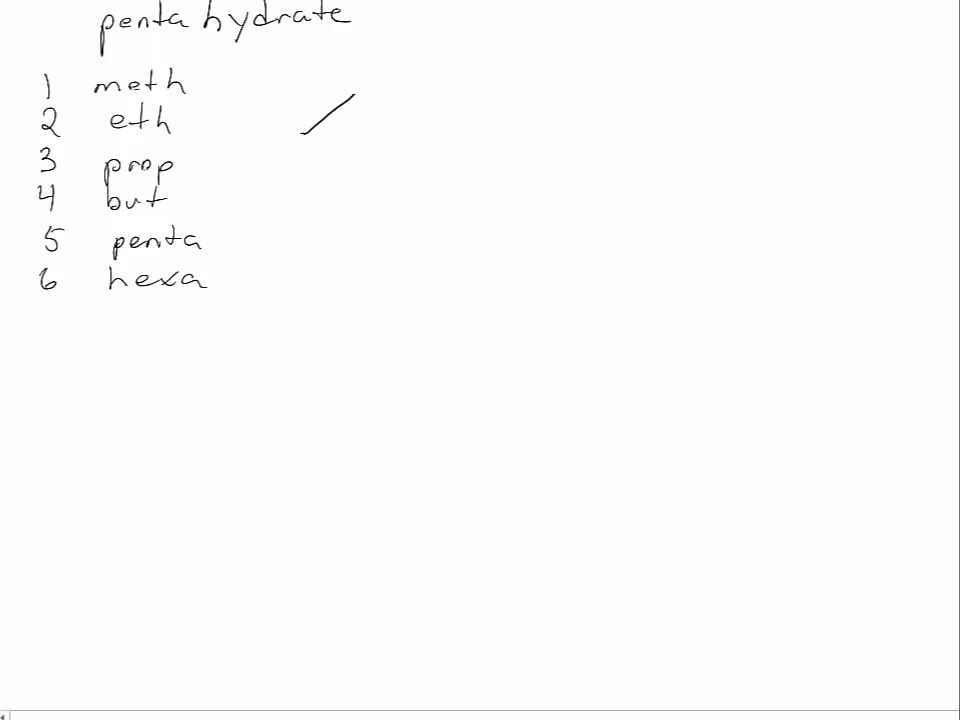 penta hydrate
1 meth
2 eth
3 prop
4 but
5 penta
6 hexa